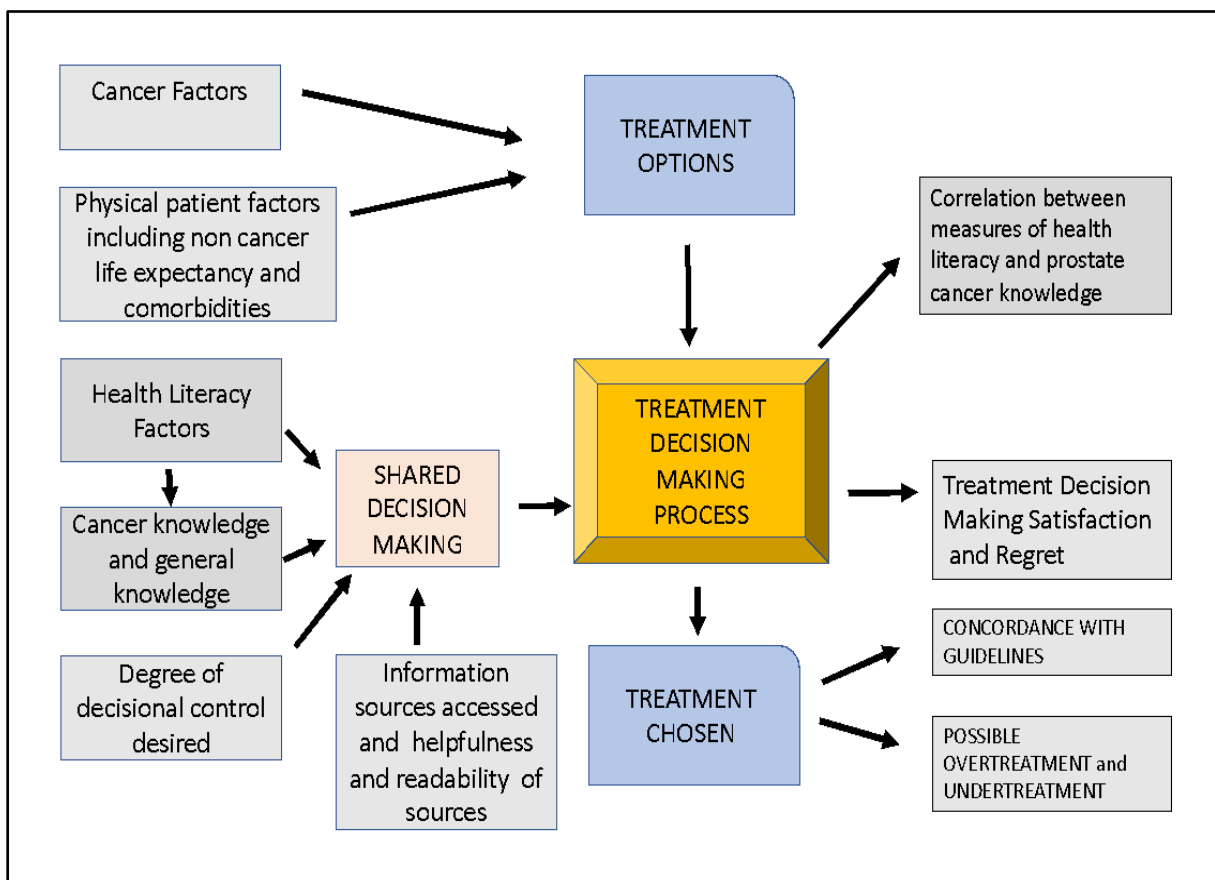 Cancer Factors
TREATMENT
OPTIONS
Physical patient factors
including non cancer
life expectancy and
comorbidities
Correlation between
measures of health
literacy and prostate
cancer knowledge
Health Literacy
Factors
TREATMENT
DECISION
MAKING
PROCESS
SHARED
DECISION
MAKING
Cancer knowledge
and general
knowledge
Treatment Decision
Making Satisfaction
and Regret
Degree of
decisional control
desired
Information
sources accessed
and helpfulness
and readability of
sources
TREATMENT
CHOSEN
CONCORDANCE WITH
GUIDELINES
POSSIBLE
OVERTREATMENT and
UNDERTREATMENT